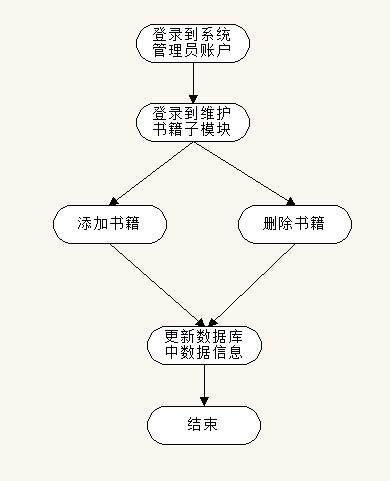 登录到系统
管理员账户
登录到维护
书籍子模块
添加书籍
删除书籍
更新数据库
中数据信息
结束